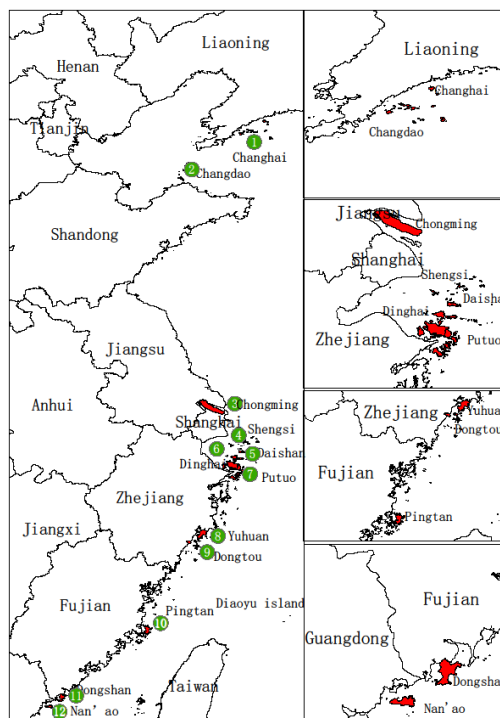 Liaoning
Henan
Tianjin
1
Changhai
2
Changdao
Shandong
Jiangsu
Anhui
3
Chongming
Shanghai
4
Shengsi
6
5
Daishan
Dinghai
7
Putuo
Zhejiang
Jiangxi
8
Yuhuan
9
Dongtou
Fujian
Pingtan
10
Diaoyu island
Taiwan
11
Dongshan
12
Nan'ao
Liaoning
Changhai
Changdao
Jiangsu
Chongming
Shanghai
Shengsi
Daishan
Dinghai
Zhejiang
Putuo
Zhejiang
Yuhuan
Dongtou
Fujian
Pingtan
Fujian
Guangdong
Dongsha
Nan'ao